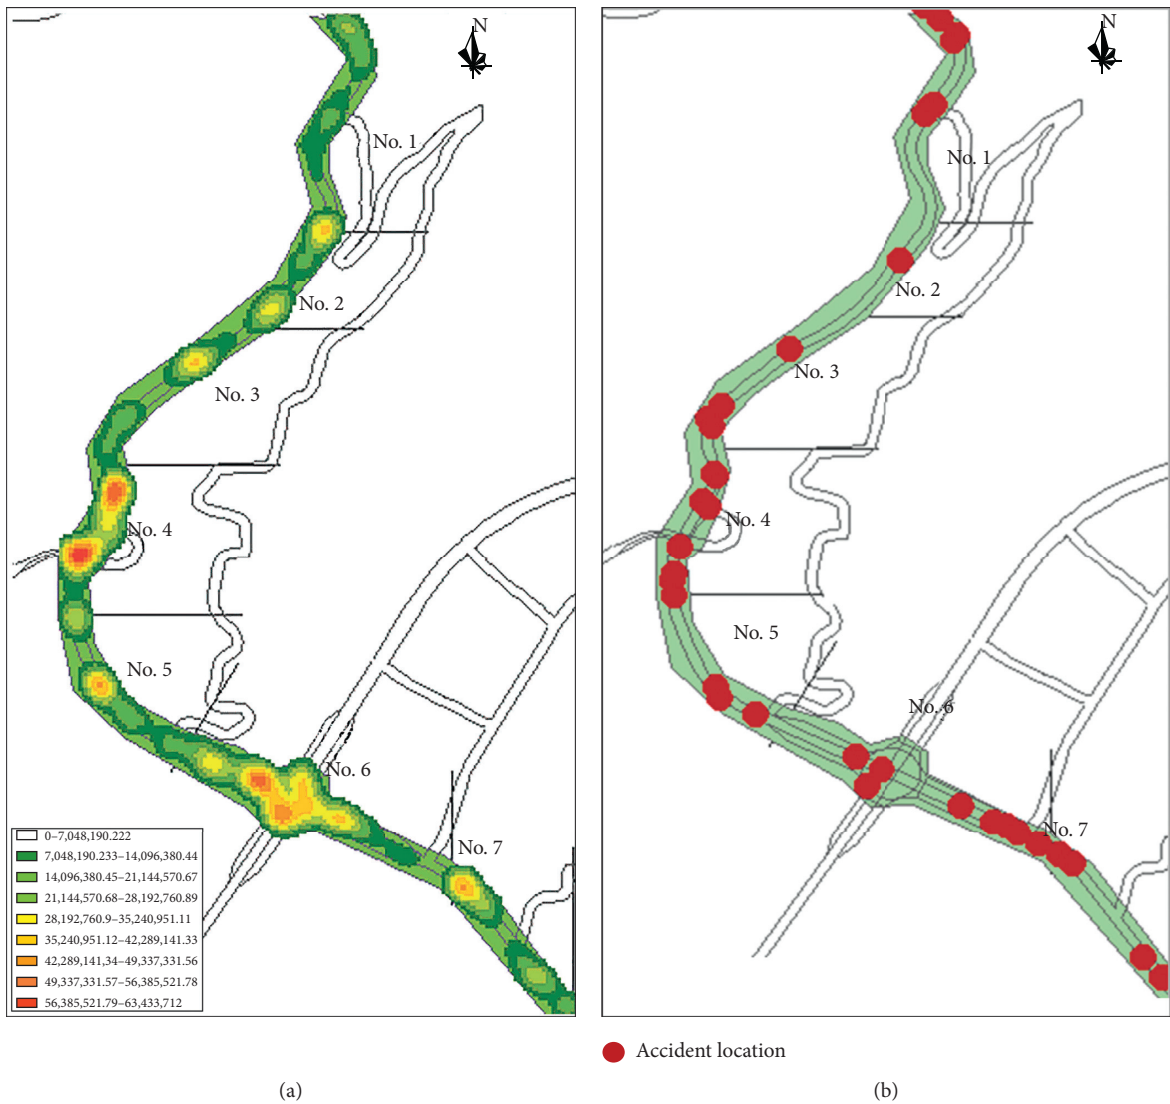 N
No. 1
No. 2
No. 3
No. 4
No. 5
No. 6
No. 7
0–7,048,190.222
7,048,190.233–14,096,380.44
14,096,380.45–21,144,570.67
21,144,570.68–28,192,760.89
28,192,760.9–35,240,951.11
35,240,951.12–42,289,141.33
42,289,141,34–49,337,331.56
49,337,331.57–56,385,521.78
56,385,521.79–63,433,712
(a)
N
No. 1
No. 2
No. 3
No. 4
No. 5
No. 6
No. 7
Accident location
(b)